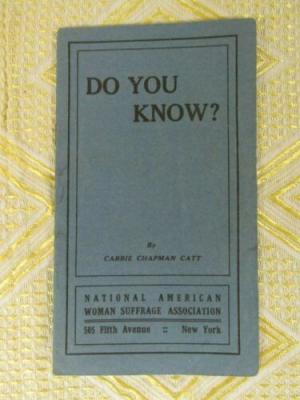 DO YOU
KNOW?
By
CARRIE CHAPMAN CATT
NATIONAL AMERICAN
WOMAN SUFFRAGE ASSOCIATION
505 Fifth Avenue :: New York